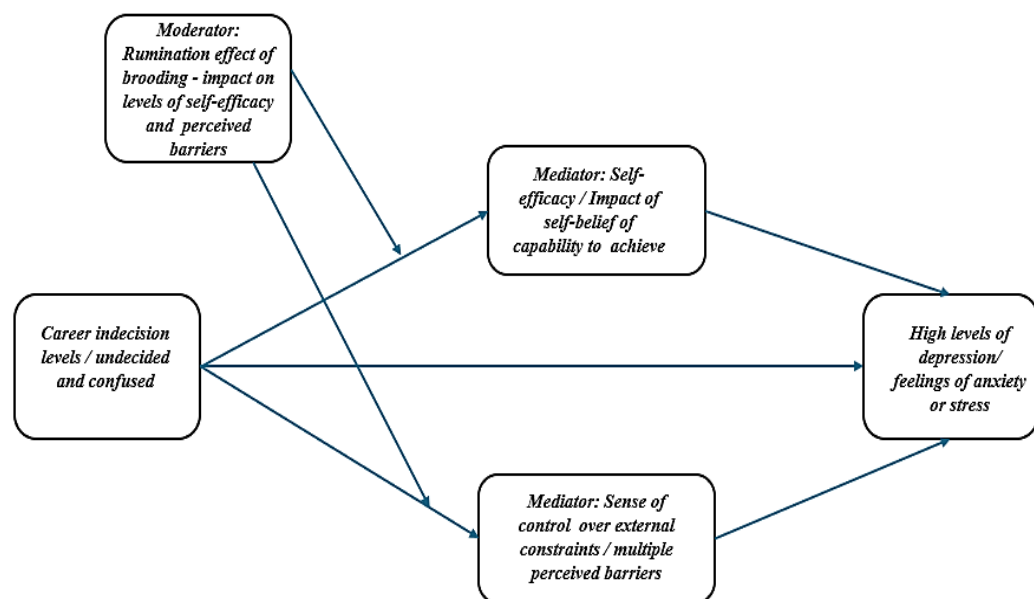 Moderator:
Rumination effect of
brooding - impact on
levels of self-efficacy
and perceived
barriers
Mediator: Self-
efficacy / Impact of
self-belief of
capability to achieve
Career indecision
levels / undecided
and confused
High levels of
depression/
feelings of anxiety
or stress
Mediator: Sense of
control over external
constraints / multiple
perceived barriers